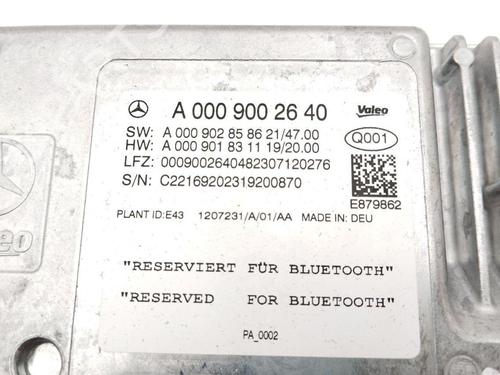 A 000 900 26 40
Valeo
SW: A 000 902 85 86 21/47.00
HW: A 000 901 83 11 19/20.00
Q001
LFZ: 0009002640482307120276
S/N: C22169202319200870
E879862
PLANT ID:E43 1207231/A/01/AA MADE IN: DEU
"RESERVIERT FÜR BLUETOOTH"
"RESERVED FOR BLUETOOTH"
PA_0002